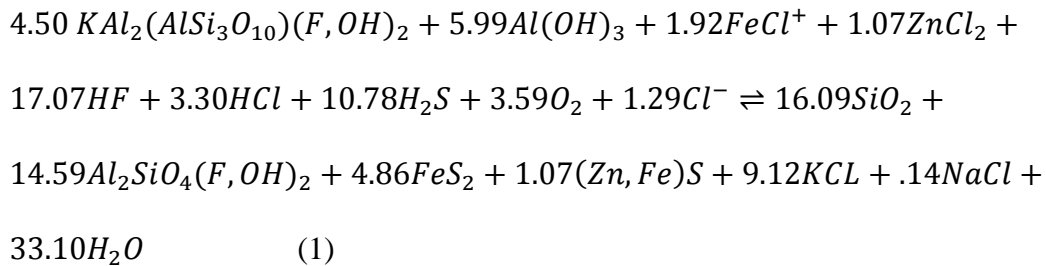 4.50 KAl₂(AlSi₃O₁₀)(F,OH)₂ + 5.99Al(OH)₃ + 1.92FeCl⁺ + 1.07ZnCl₂ +
17.07HF + 3.30HCl + 10.78H₂S + 3.59O₂ + 1.29Cl⁻ ⇌ 16.09SiO₂ +
14.59Al₂SiO₄(F,OH)₂ + 4.86FeS₂ + 1.07(Zn,Fe)S + 9.12KCL + .14NaCl +
33.10H₂O (1)